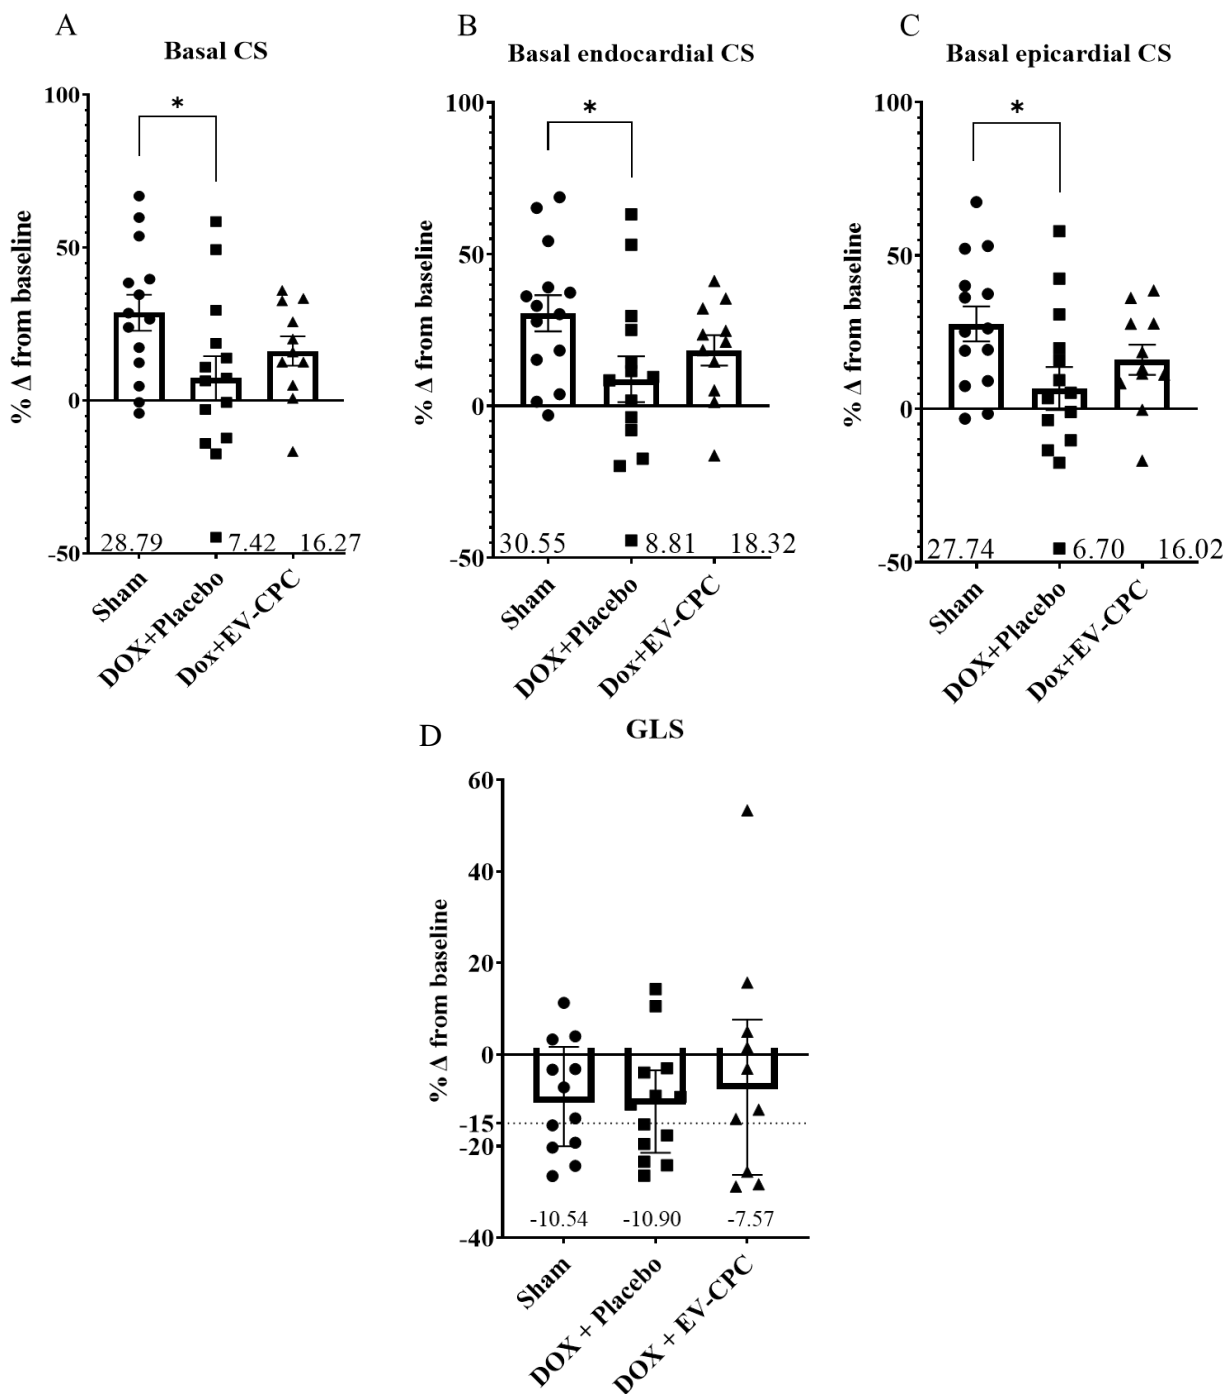 A
Basal CS
% Δ from baseline
100
50
0
-50
*
28.79
7.42
16.27
Sham
DOX+Placebo
Dox+EV-CPC
B
Basal endocardial CS
% Δ from baseline
100
50
0
-50
*
30.55
8.81
18.32
Sham
DOX+Placebo
Dox+EV-CPC
C
Basal epicardial CS
% Δ from baseline
100
50
0
-50
*
27.74
6.70
16.02
Sham
DOX+Placebo
Dox+EV-CPC
D
GLS
% Δ from baseline
60
40
20
0
-15
-20
-40
-10.54
-10.90
-7.57
Sham
DOX + Placebo
DOX + EV-CPC